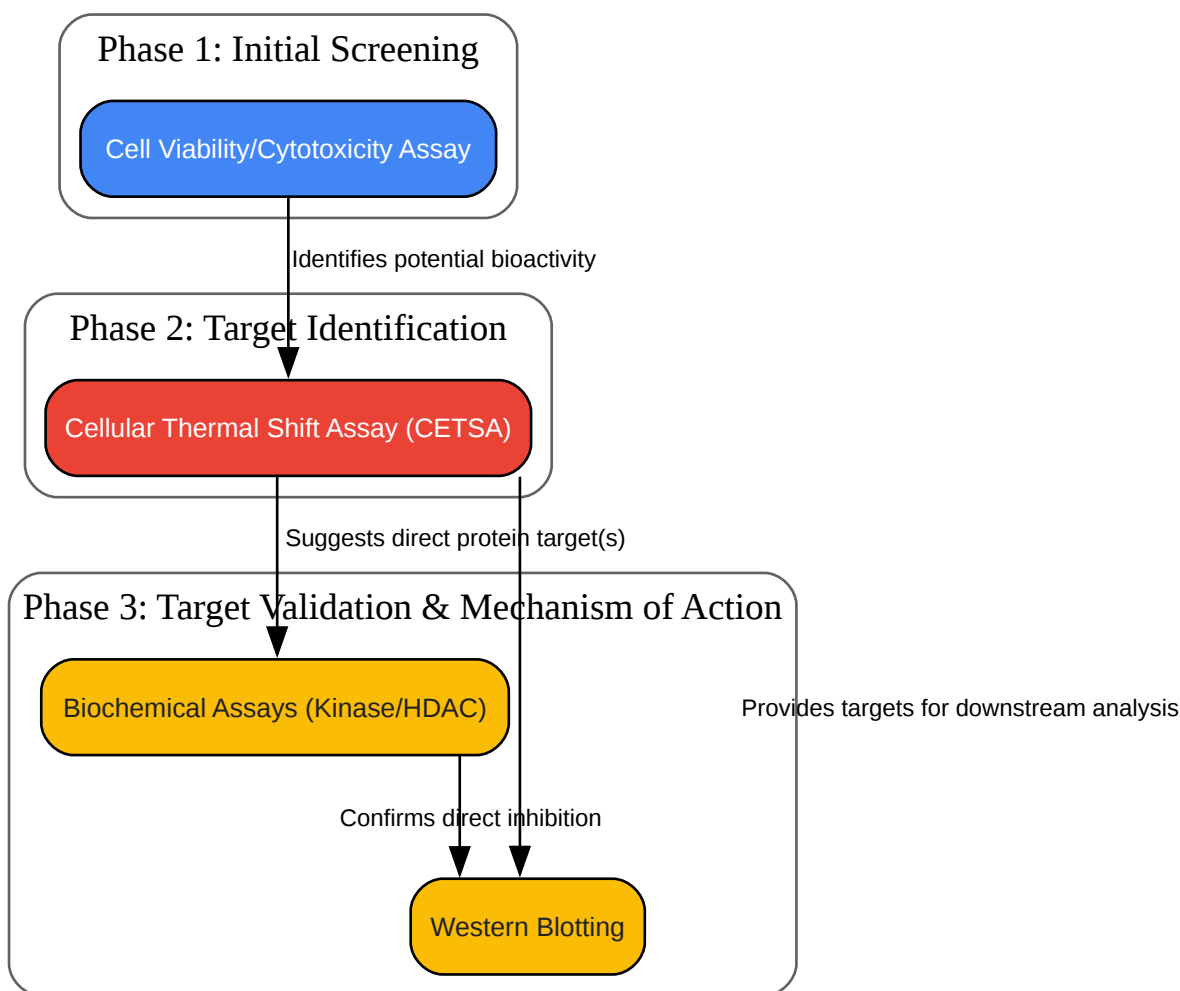 Phase 1: Initial Screening
Cell Viability/Cytotoxicity Assay
Identifies potential bioactivity
Phase 2: Target Identification
Cellular Thermal Shift Assay (CETSA)
Suggests direct protein target(s)
Phase 3: Target Validation & Mechanism of Action
Biochemical Assays (Kinase/HDAC)
Provides targets for downstream analysis
Confirms direct inhibition
Western Blotting